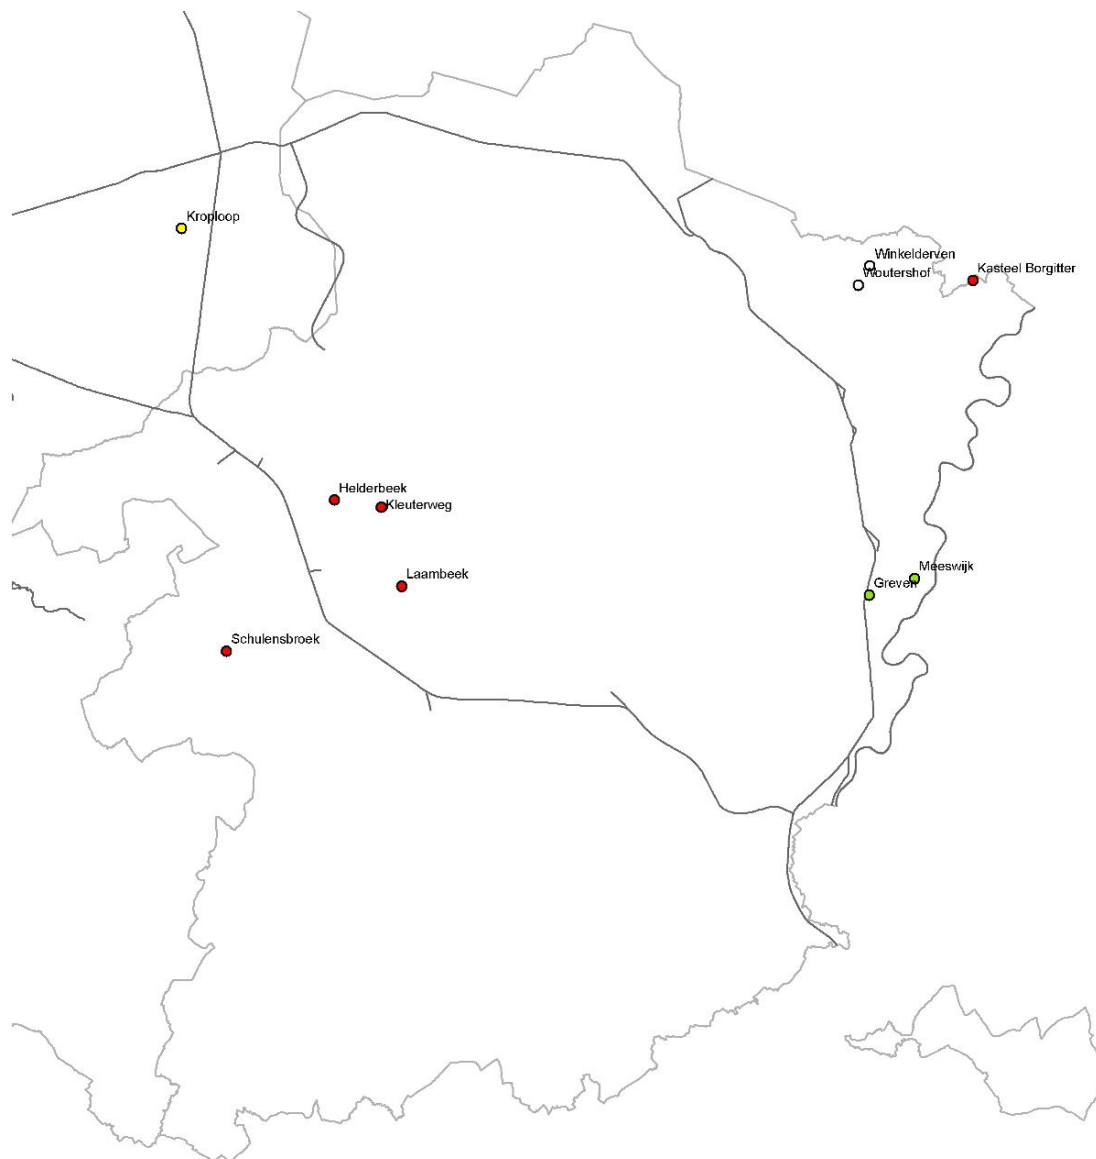 Kroploop
Winkelderven
Woutershof
Kasteel Borgitter
Helderbeek
Kleuterweg
Laambeek
Meeswijk
Greven
Schulensbroek